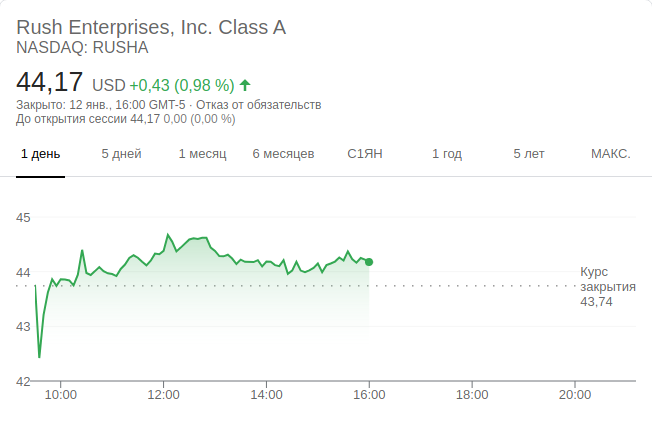 Rush Enterprises, Inc. Class A
NASDAQ: RUSHA
44,17 USD +0,43 (0,98 %)
Закрыто: 12 янв., 16:00 GMT-5 · Отказ от обязательств
До открытия сессии 44,17 0,00 (0,00 %)
1 день 5 дней 1 месяц 6 месяцев С1ЯН 1 год 5 лет МАКС.
45
44
43
42
Курс
закрытия
43,74
10:00 12:00 14:00 16:00 18:00 20:00